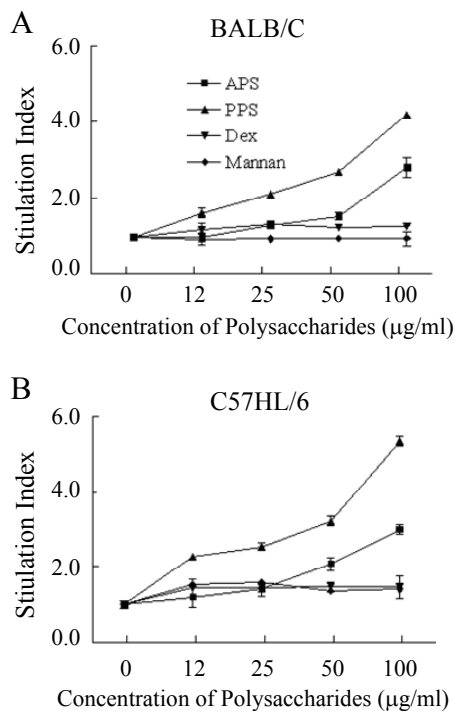 A
BALB/C
6.0
APS
PPS
4.0
Dex
Mannan
2.0
0.0
Stiulation Index
0 12 25 50 100
Concentration of Polysaccharides (μg/ml)
B
C57HL/6
6.0
4.0
2.0
0.0
Stiulation Index
0 12 25 50 100
Concentration of Polysaccharides (μg/ml)